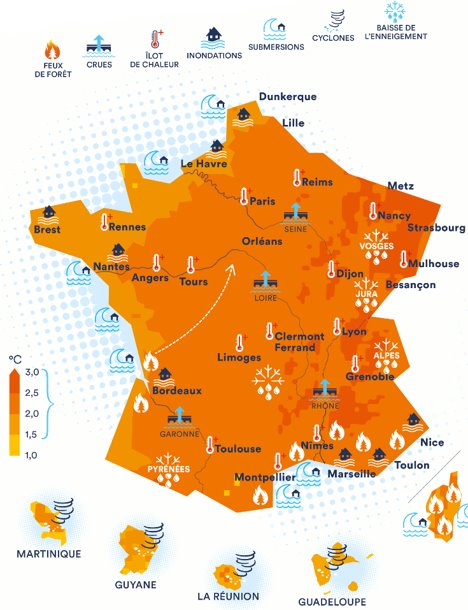 FEUX
DE FORÊT
CRUES
ÎLOT
DE CHALEUR
INONDATIONS
SUBMERSIONS
CYCLONES
BAISSE DE
L'ENNEIGEMENT
Dunkerque
Lille
Le Havre
Reims
Metz
Paris
Nancy
Strasbourg
Brest
Rennes
SEINE
VOSGES
Orléans
Nantes
Mulhouse
Angers
Tours
Dijon
Besançon
LOIRE
JURA
Clermont
Ferrand
Lyon
Limoges
ALPES
Grenoble
°C
3,0
2,5
2,0
1,5
1,0
Bordeaux
RHÔNE
GARONNE
Toulouse
Nîmes
Nice
PYRÉNÉES
Montpellier
Marseille
Toulon
MARTINIQUE
GUYANE
LA RÉUNION
GUADELOUPE